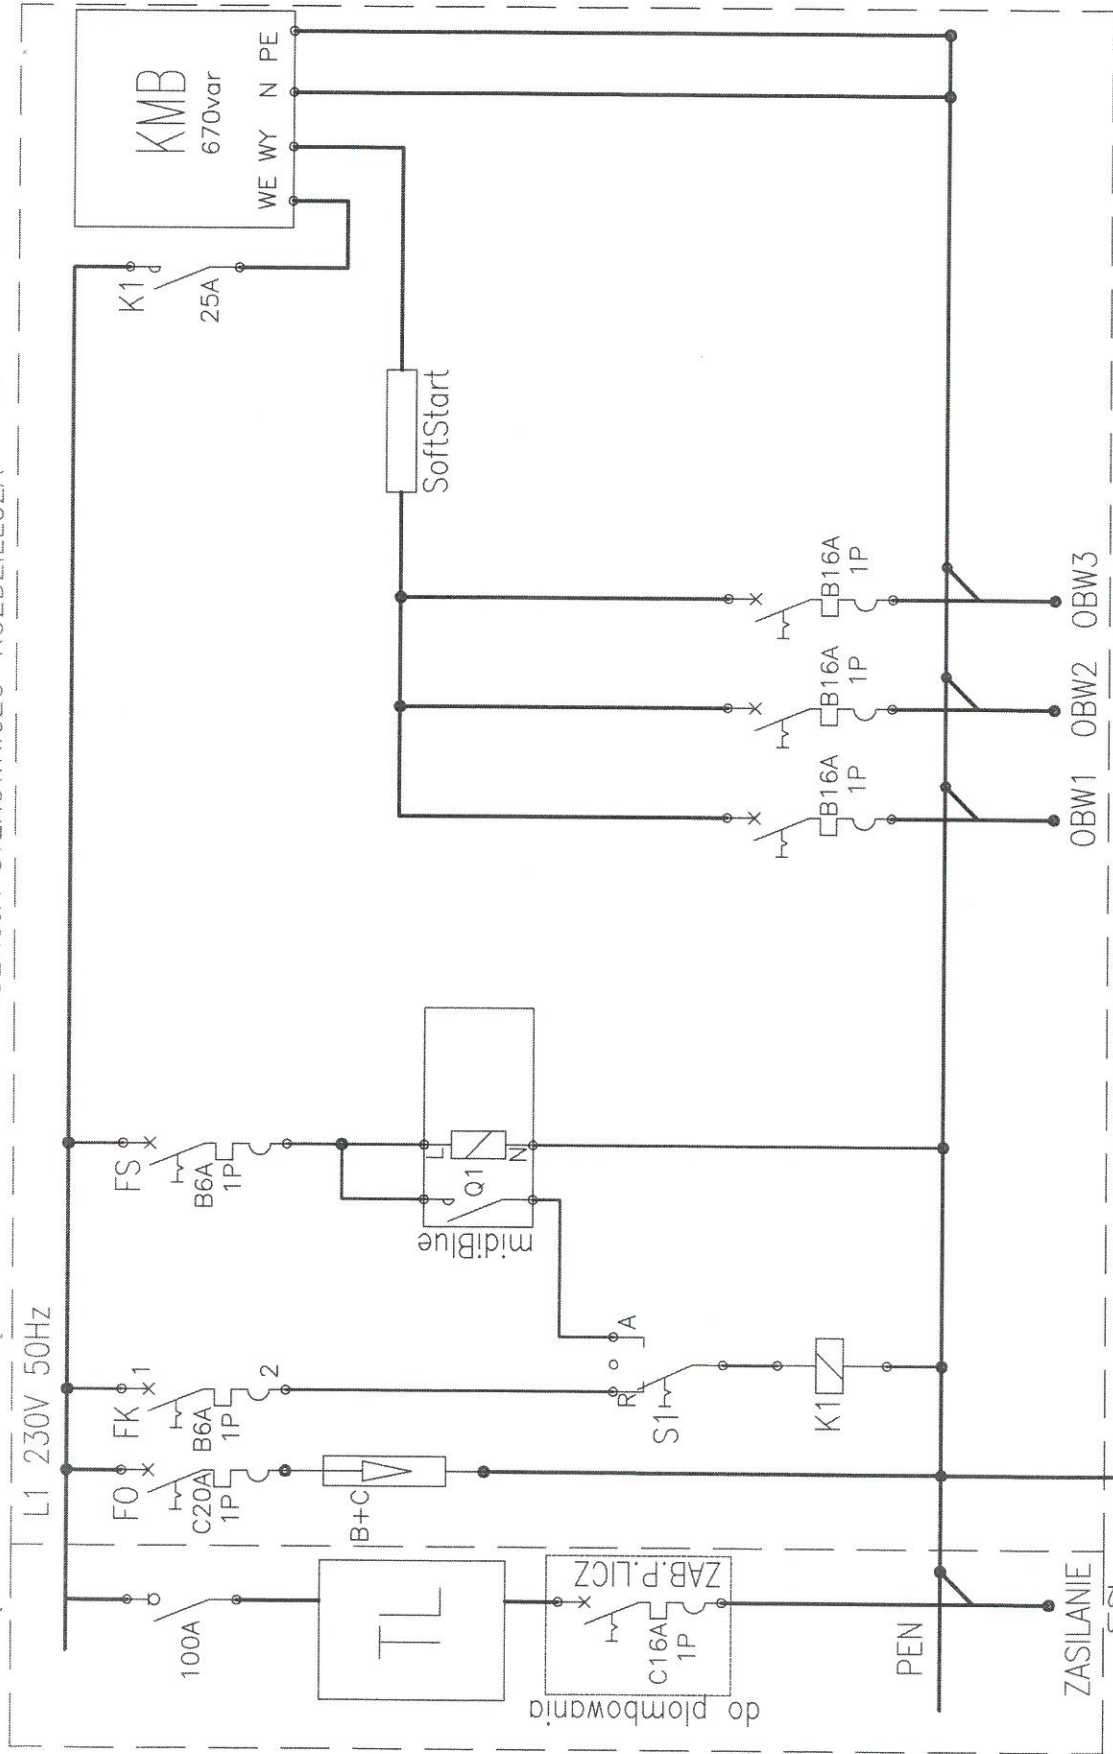 L1 230V 50Hz
100A
TL
ZAB.P.LICZ
C16A
1P
do plombowania
PEN
ZASILANIE
FO
C20A
1P
B+C
FK
1
B6A
1P
2
R
A
S1
K1
FS
B6A
1P
L
N
Q1
midiBlue
B16A
1P
OBW1
B16A
1P
OBW2
B16A
1P
OBW3
SoftStart
K1
25A
KMB
670var
WE WY N PE